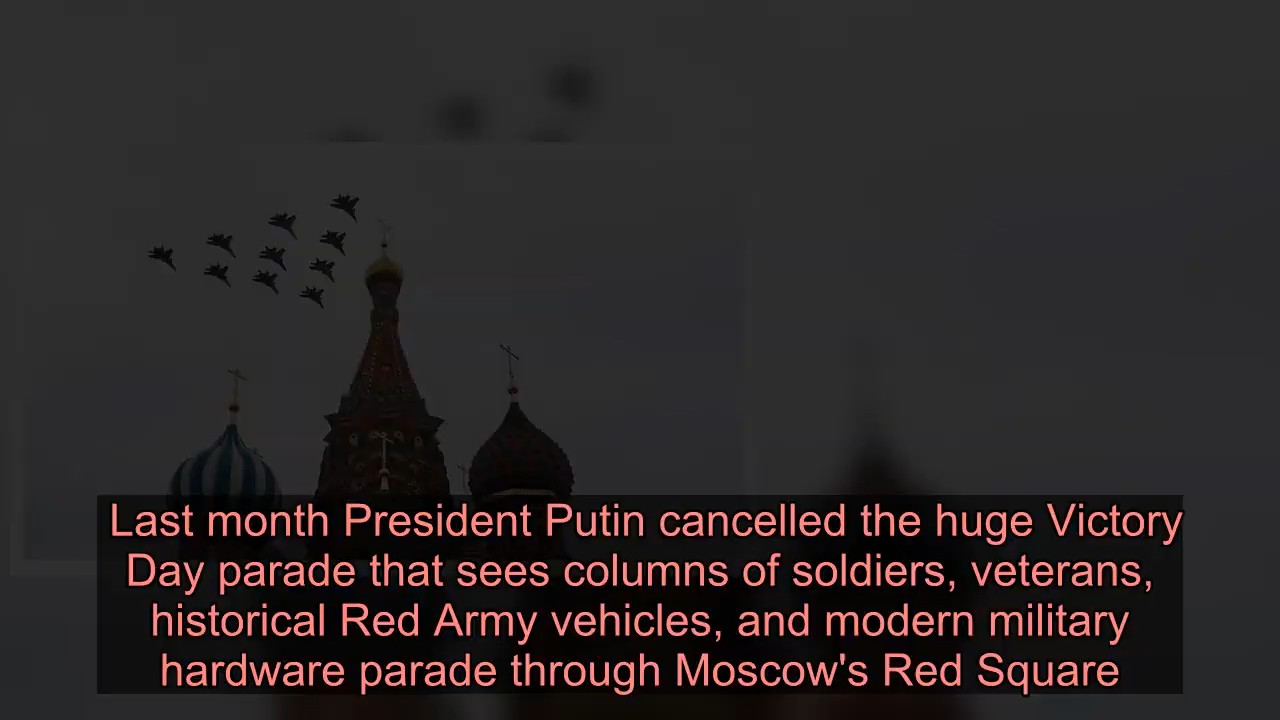 Last month President Putin cancelled the huge Victory
Day parade that sees columns of soldiers, veterans,
historical Red Army vehicles, and modern military
hardware parade through Moscow's Red Square